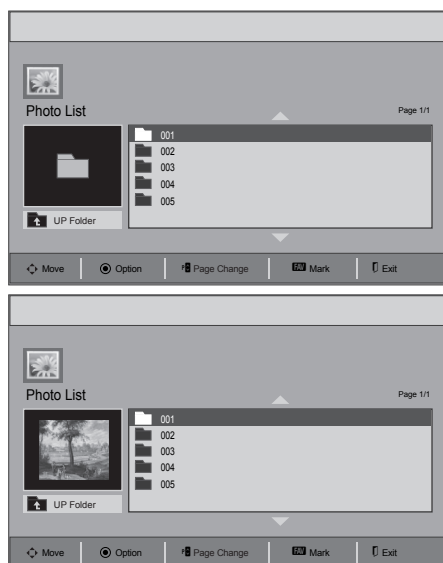 Photo List
Page 1/1
001
002
003
004
005
UP Folder
Move
Option
P Page Change
FAV Mark
Exit
Photo List
Page 1/1
001
002
003
004
005
UP Folder
Move
Option
P Page Change
FAV Mark
Exit